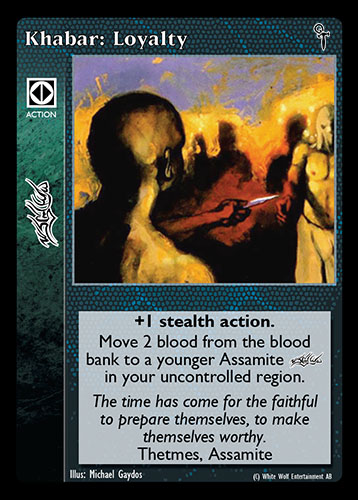 Khabar: Loyalty
ACTION
+1 stealth action.
Move 2 blood from the blood
bank to a younger Assamite
in your uncontrolled region.
The time has come for the faithful
to prepare themselves, to make
themselves worthy.
Thetmes, Assamite
Illus: Michael Gaydos
(C) White Wolf Entertainment AB